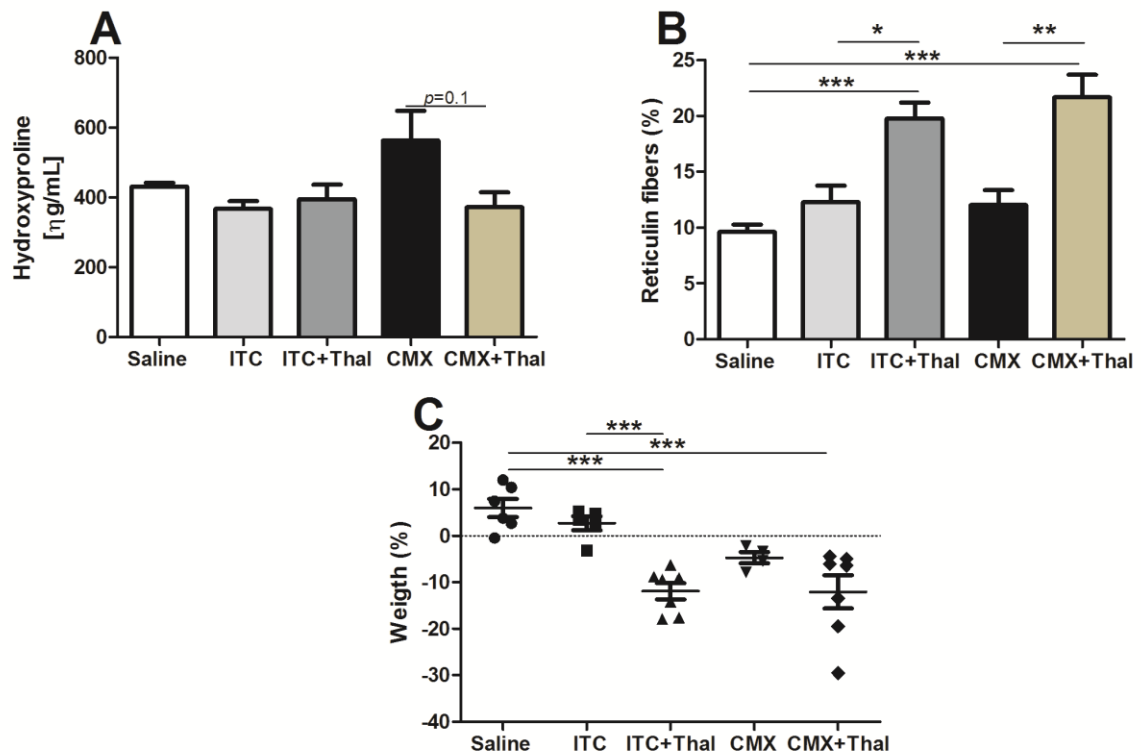 A
Hydroxyproline
[ηg/mL]
800
600
400
200
0
p=0.1
Saline ITC ITC+Thal CMX CMX+Thal
B
Reticulin fibers (%)
25
20
15
10
5
0
* **
***
***
Saline ITC ITC+Thal CMX CMX+Thal
C
Weigth (%)
20
10
0
-10
-20
-30
-40
***
***
***
Saline ITC ITC+Thal CMX CMX+Thal